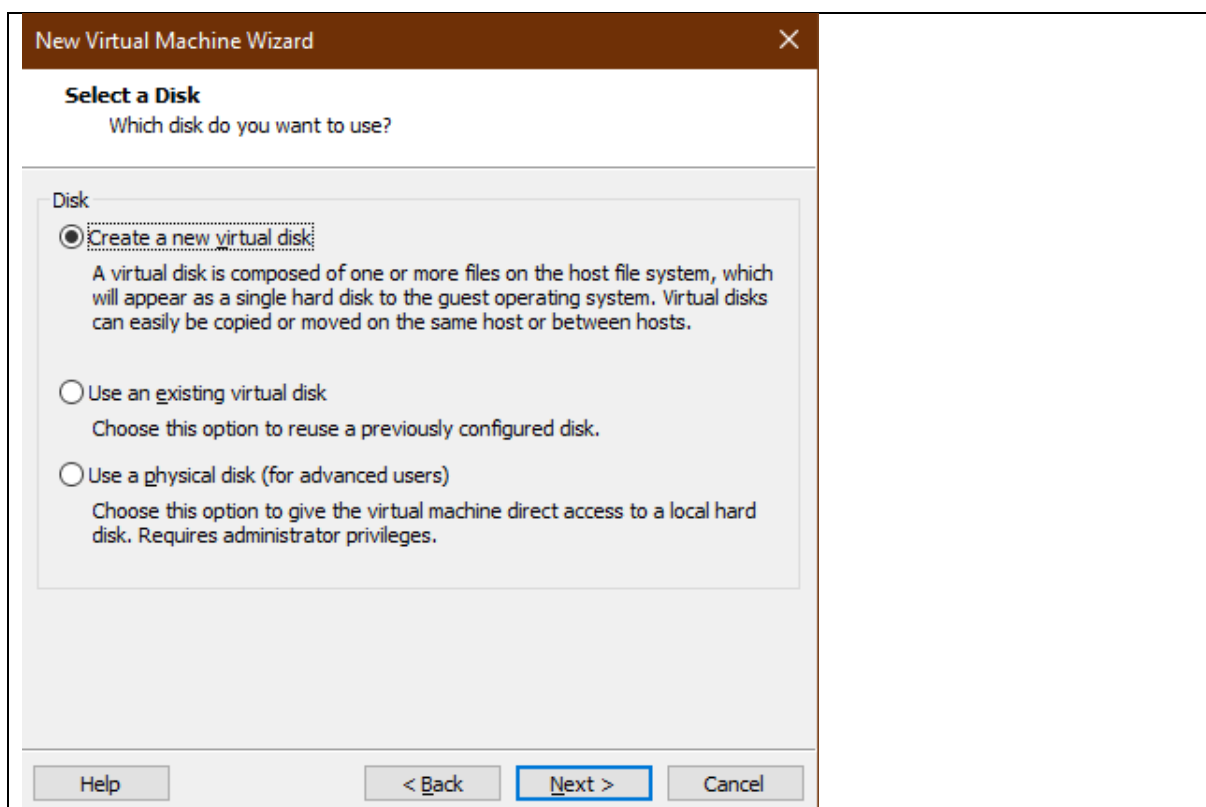 New Virtual Machine Wizard
Select a Disk
Which disk do you want to use?
Disk
Create a new virtual disk
A virtual disk is composed of one or more files on the host file system, which
will appear as a single hard disk to the guest operating system. Virtual disks
can easily be copied or moved on the same host or between hosts.
Use an existing virtual disk
Choose this option to reuse a previously configured disk.
Use a physical disk (for advanced users)
Choose this option to give the virtual machine direct access to a local hard
disk. Requires administrator privileges.
Help < Back Next > Cancel